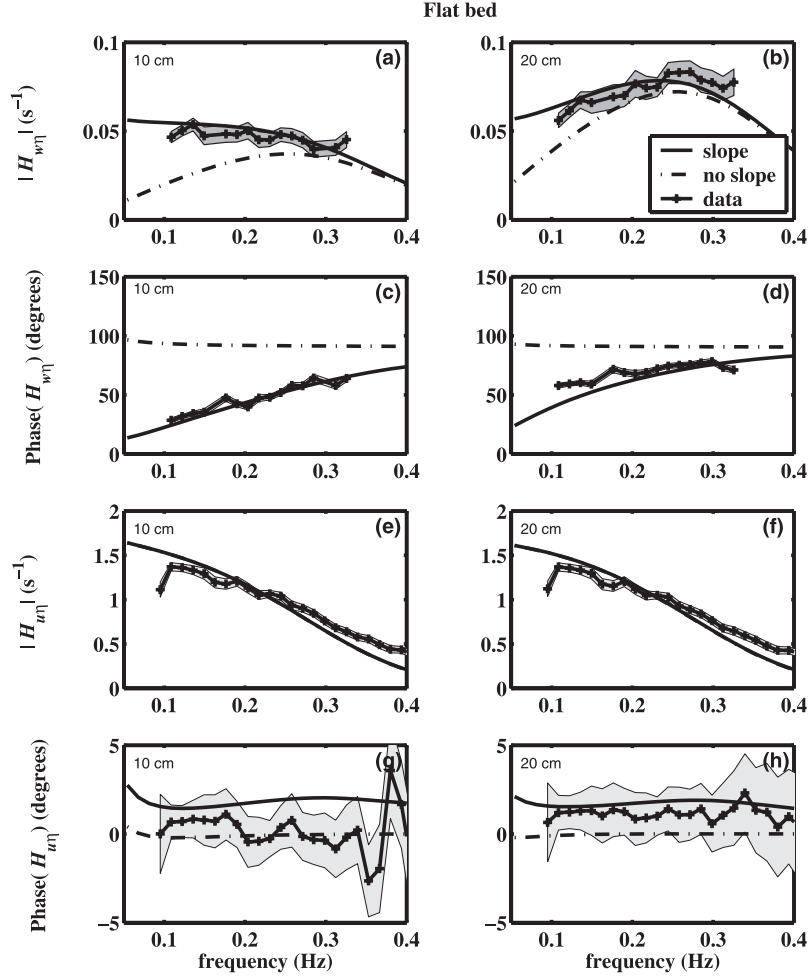 Flat bed
| H_wη | (s⁻¹)
0.1
0.05
0
10 cm
(a)
0.1 0.2 0.3 0.4
0.1
0.05
0
20 cm
(b)
slope
no slope
data
0.1 0.2 0.3 0.4
Phase( H_wη ) (degrees)
150
100
50
0
10 cm
(c)
0.1 0.2 0.3 0.4
150
100
50
0
20 cm
(d)
0.1 0.2 0.3 0.4
| H_uη | (s⁻¹)
2
1.5
1
0.5
0
10 cm
(e)
0.1 0.2 0.3 0.4
2
1.5
1
0.5
0
20 cm
(f)
0.1 0.2 0.3 0.4
Phase( H_uη ) (degrees)
5
0
−5
10 cm
(g)
0.1 0.2 0.3 0.4
frequency (Hz)
5
0
−5
20 cm
(h)
0.1 0.2 0.3 0.4
frequency (Hz)